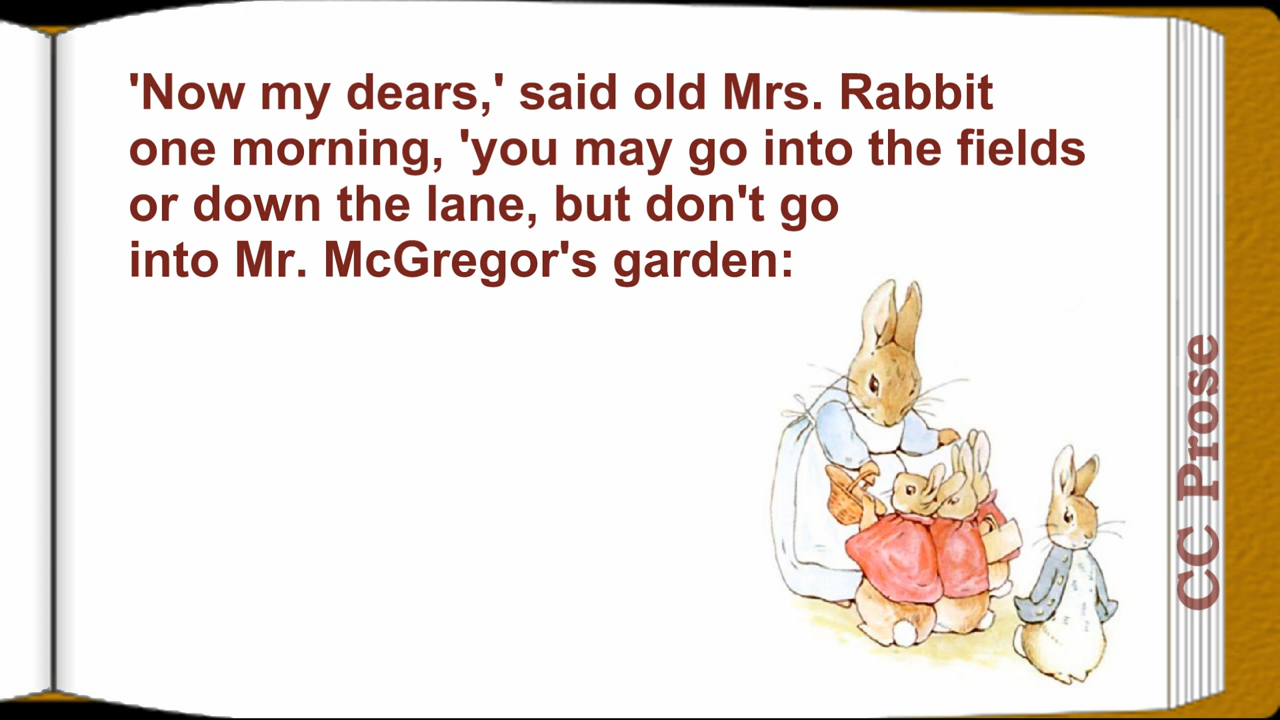 'Now my dears,' said old Mrs. Rabbit
one morning, 'you may go into the fields
or down the lane, but don't go
into Mr. McGregor's garden:
CC Prose